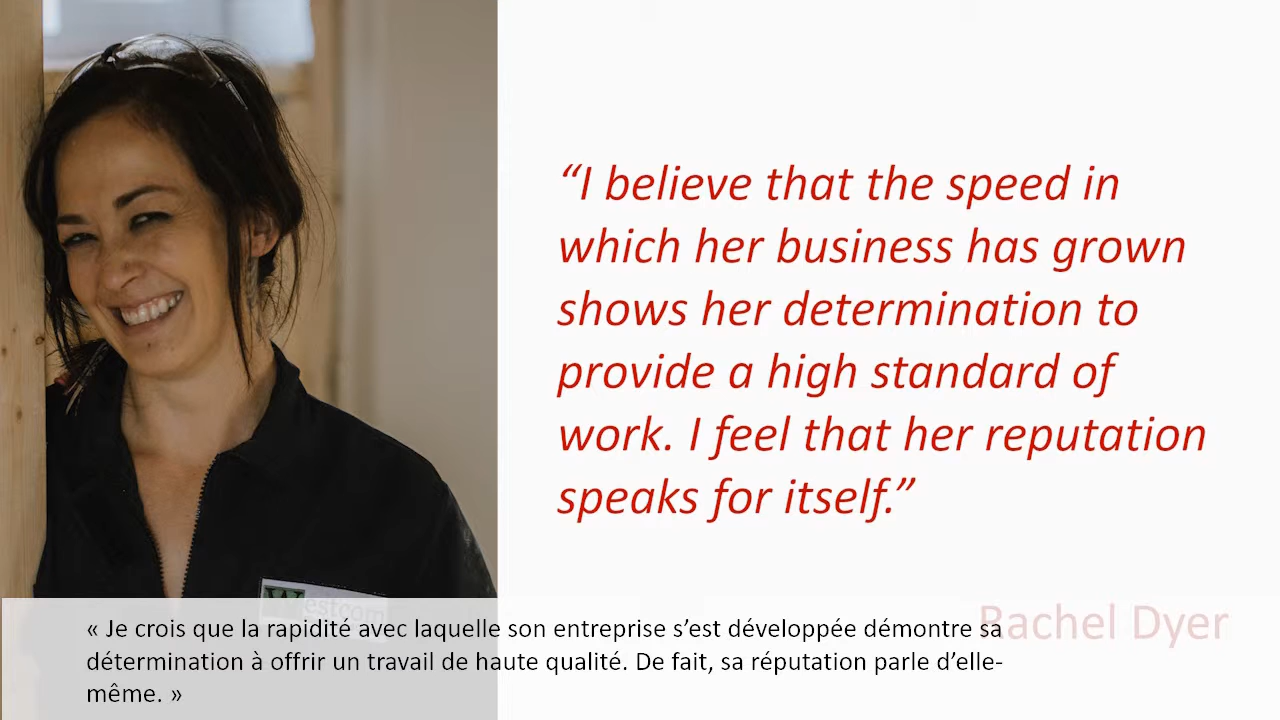 “I believe that the speed in
which her business has grown
shows her determination to
provide a high standard of
work. I feel that her reputation
speaks for itself.”
Westcom
Rachel Dyer
« Je crois que la rapidité avec laquelle son entreprise s’est développée démontre sa
détermination à offrir un travail de haute qualité. De fait, sa réputation parle d’elle-
même. »